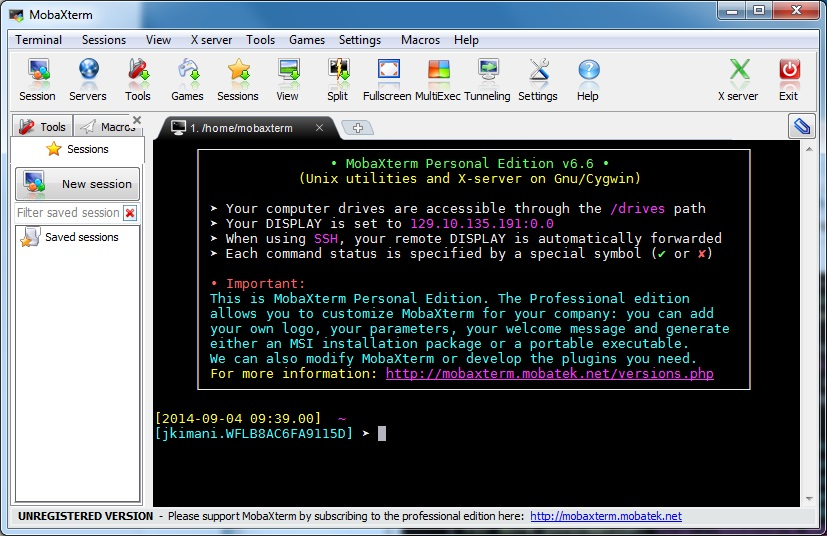 MobaXterm
Terminal Sessions View X server Tools Games Settings Macros Help
Session Servers Tools Games Sessions View Split Fullscreen MultiExec Tunneling Settings Help X server Exit
Tools Macros
1. /home/mobaxterm
Sessions
New session
Filter saved session
Saved sessions
• MobaXterm Personal Edition v6.6 •
(Unix utilities and X-server on Gnu/Cygwin)
➤ Your computer drives are accessible through the /drives path
➤ Your DISPLAY is set to 129.10.135.191:0.0
➤ When using SSH, your remote DISPLAY is automatically forwarded
➤ Each command status is specified by a special symbol (✔ or ✘)
• Important:
This is MobaXterm Personal Edition. The Professional edition
allows you to customize MobaXterm for your company: you can add
your own logo, your parameters, your welcome message and generate
either an MSI installation package or a portable executable.
We can also modify MobaXterm or develop the plugins you need.
For more information: http://mobaxterm.mobatek.net/versions.php
[2014-09-04 09:39.00] ~
[jkimani.WFLB8AC6FA9115D] ➤
UNREGISTERED VERSION - Please support MobaXterm by subscribing to the professional edition here: http://mobaxterm.mobatek.net